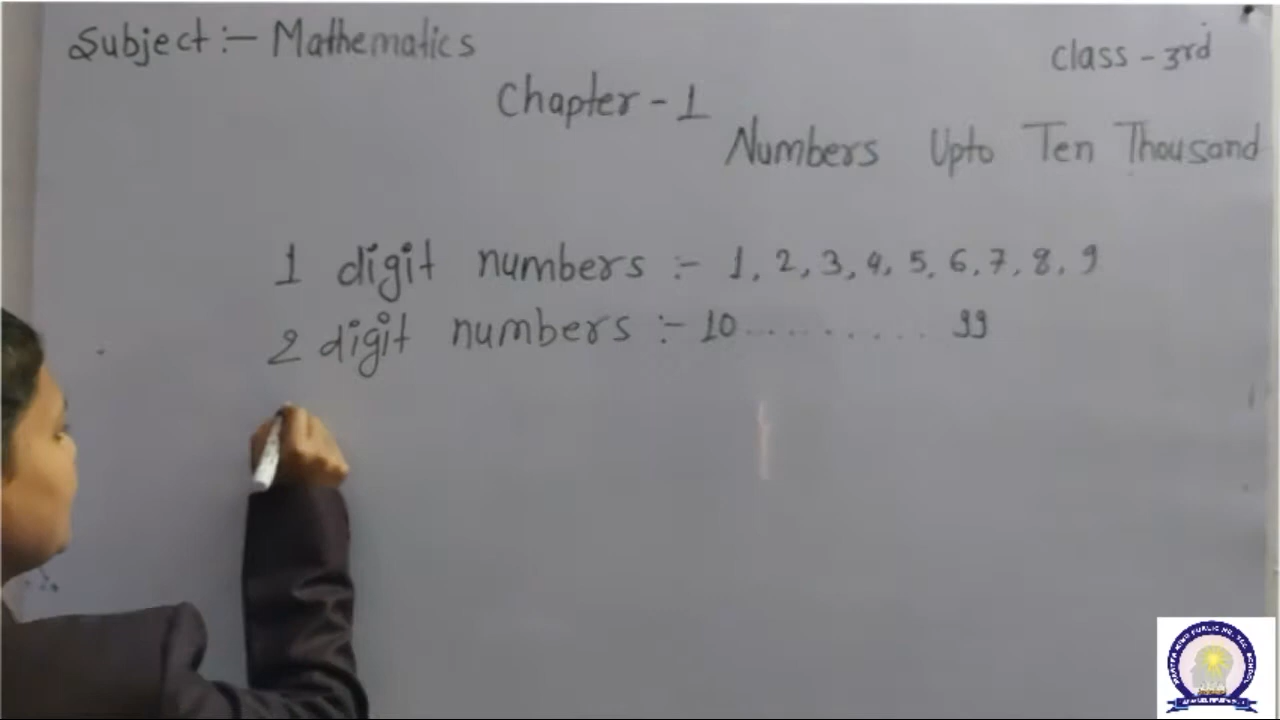 Subject :- Mathematics
Class - 3rd
Chapter - 1
Numbers Upto Ten Thousand
1 digit numbers :- 1, 2, 3, 4, 5, 6, 7, 8, 9
2 digit numbers :- 10 ......... 99